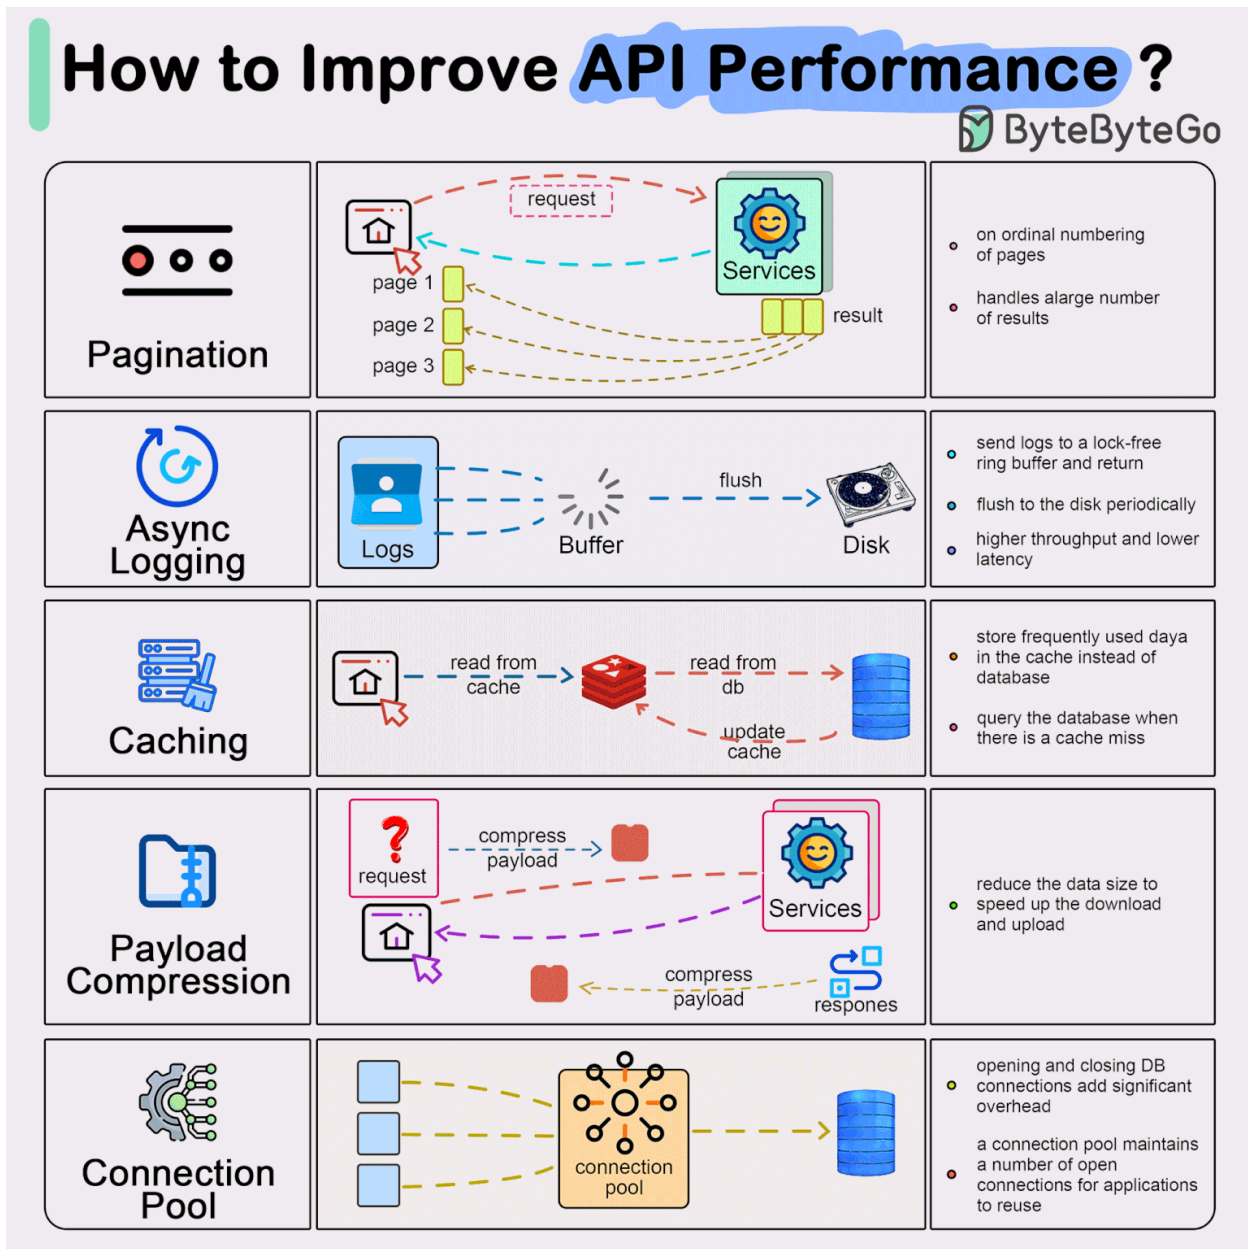 How to Improve API Performance ?
ByteByteGo
Pagination
request
Services
page 1
page 2
page 3
result
on ordinal numbering
of pages
handles alarge number
of results
Async
Logging
Logs
Buffer
flush
Disk
send logs to a lock-free
ring buffer and return
flush to the disk periodically
higher throughput and lower
latency
Caching
read from
cache
read from
db
update
cache
store frequently used daya
in the cache instead of
database
query the database when
there is a cache miss
Payload
Compression
request
compress
payload
Services
compress
payload
respones
reduce the data size to
speed up the download
and upload
Connection
Pool
connection
pool
opening and closing DB
connections add significant
overhead
a connection pool maintains
a number of open
connections for applications
to reuse